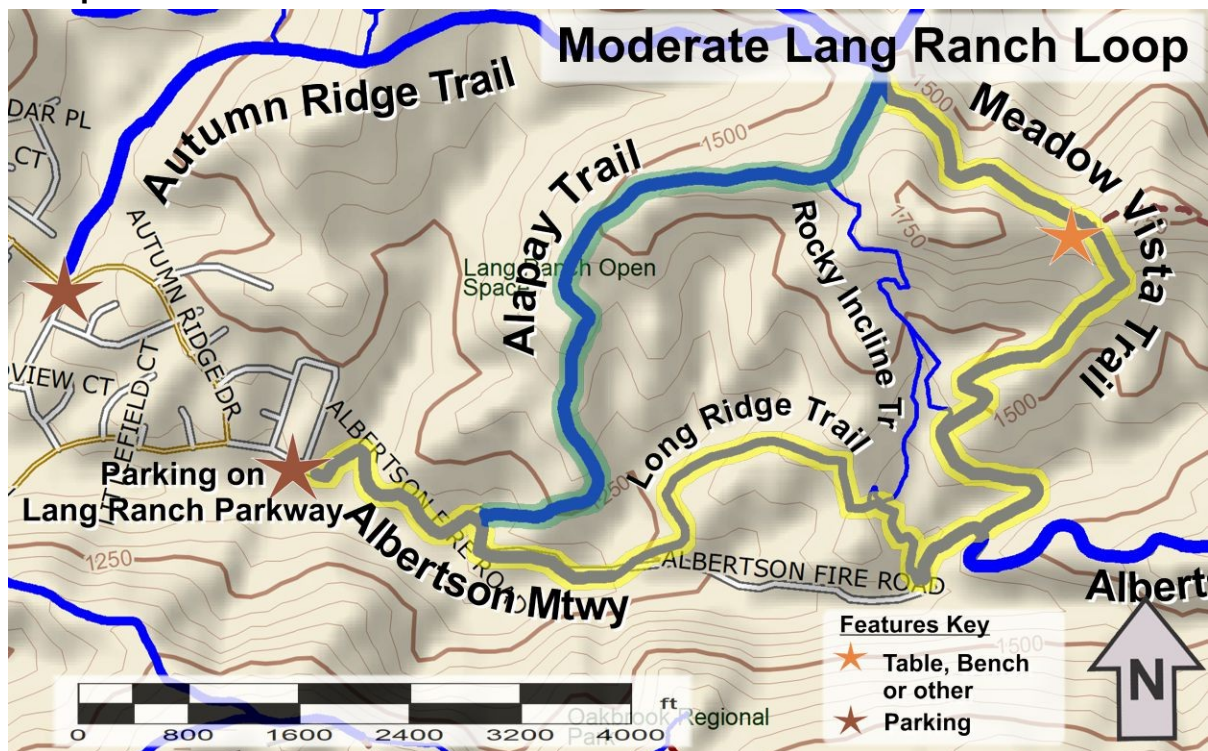 Moderate Lang Ranch Loop
Autumn Ridge Trail
Meadow Vista Trail
Alapay Trail
DAR PL
CT
1500
1500
1750
AUTUMN RIDGE DR
Lang Ranch Open
Space
Rocky Incline Tr
VIEW CT
Long Ridge Trail
1500
ALBERTSON FIRE ROAD
Parking on
Lang Ranch Parkway
1250
Albertson Mtwy
ALBERTSON FIRE ROAD
1250
Albert
1500
Features Key
Table, Bench
or other
Parking
N
ft
0 800 1600 2400 3200 4000
Oakbrook Regional
Park